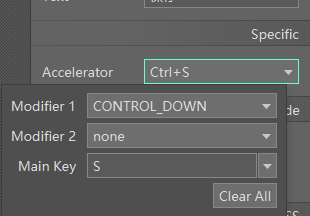 Specific
Accelerator Ctrl+S
Modifier 1 CONTROL_DOWN
Modifier 2 none
Main Key S
Clear All